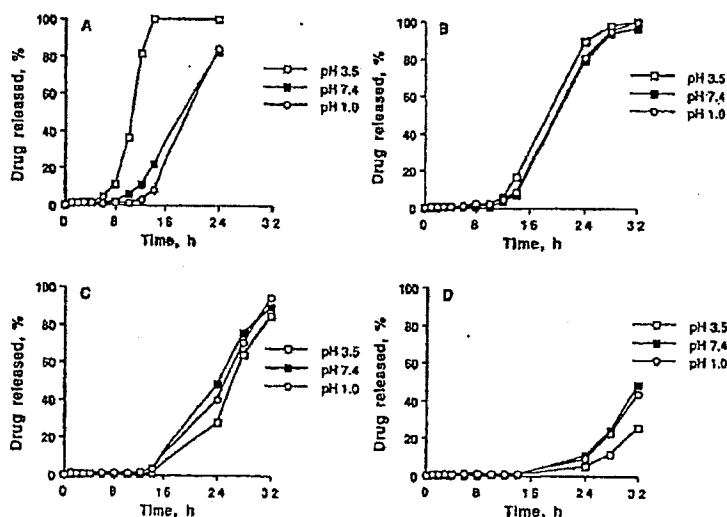 A
Drug released, %
100
80
60
40
20
0
0 8 16 24 32
Time, h
pH 3.5
pH 7.4
pH 1.0
B
Drug released, %
100
80
60
40
20
0
0 8 16 24 32
Time, h
pH 3.5
pH 7.4
pH 1.0
C
Drug released, %
100
80
60
40
20
0
0 8 16 24 32
Time, h
pH 3.5
pH 7.4
pH 1.0
D
Drug released, %
100
80
60
40
20
0
0 8 16 24 32
Time, h
pH 3.5
pH 7.4
pH 1.0